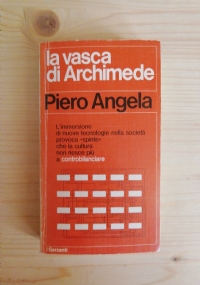 la vasca
di Archimede
Piero Angela
L'immersione
di nuove tecnologie nella società
provoca «spinte»
che la cultura
non riesce più
a controbilanciare
Garzanti